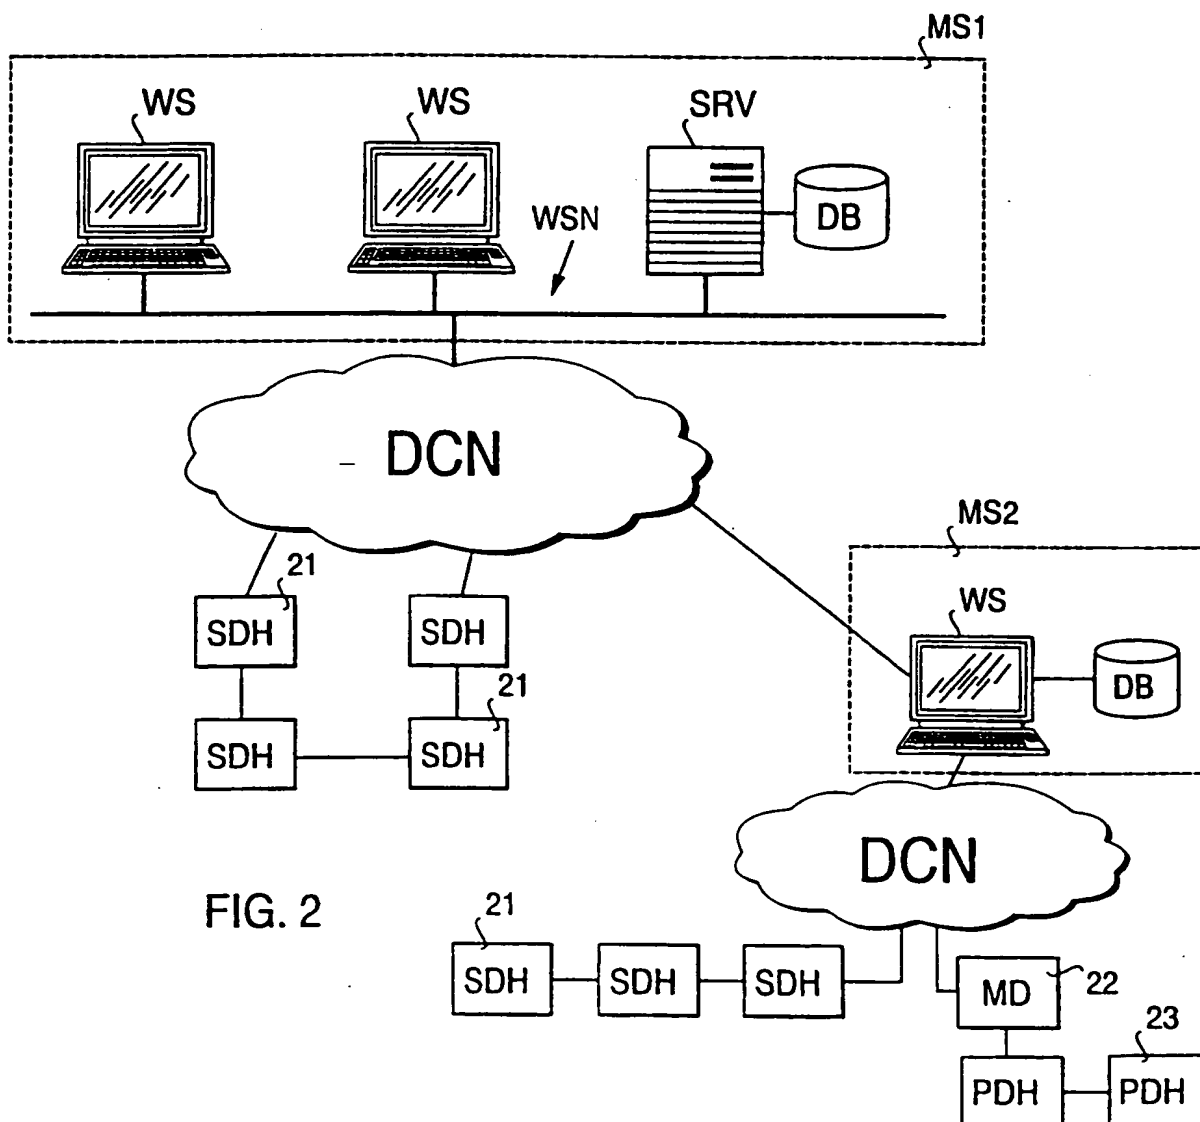 MS1
WS
WS
SRV
DB
WSN
DCN
MS2
WS
DB
21
SDH
SDH
21
SDH
SDH
DCN
FIG. 2
21
SDH
SDH
SDH
MD
22
23
PDH
PDH